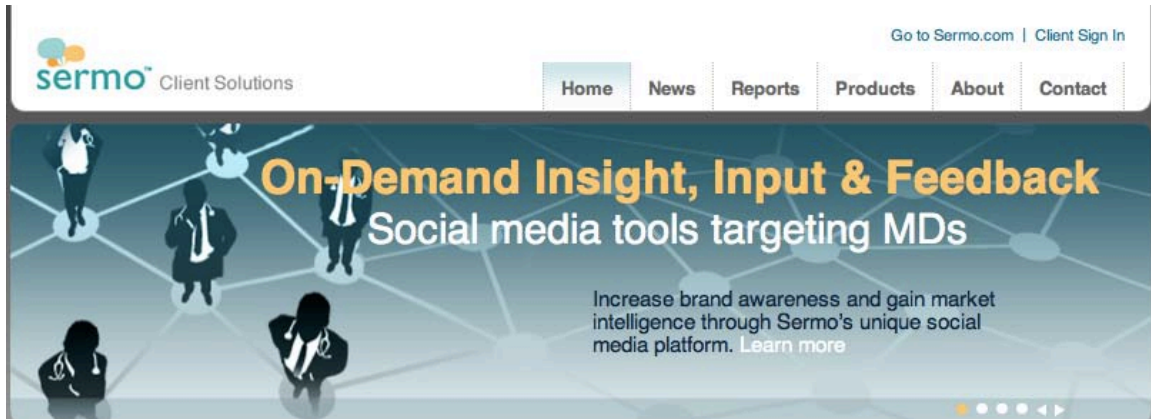 Go to Sermo.com | Client Sign In
sermo™ Client Solutions
Home News Reports Products About Contact
On-Demand Insight, Input & Feedback
Social media tools targeting MDs
Increase brand awareness and gain market
intelligence through Sermo's unique social
media platform. Learn more